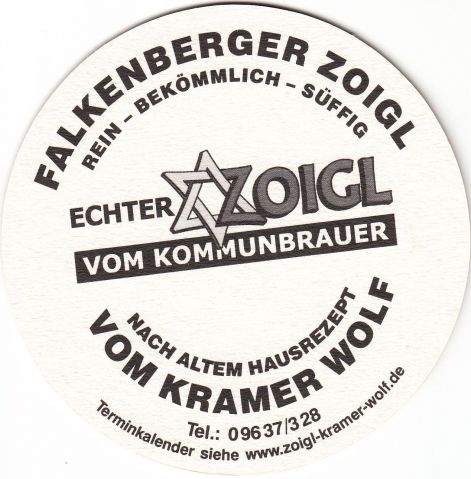 FALKENBERGER ZOIGL
REIN – BEKÖMMLICH – SÜFFIG
ECHTER ZOIGL
VOM KOMMUNBRAUER
NACH ALTEM HAUSREZEPT
VOM KRAMER WOLF
Tel.: 09637/328
Terminkalender siehe www.zoigl-kramer-wolf.de